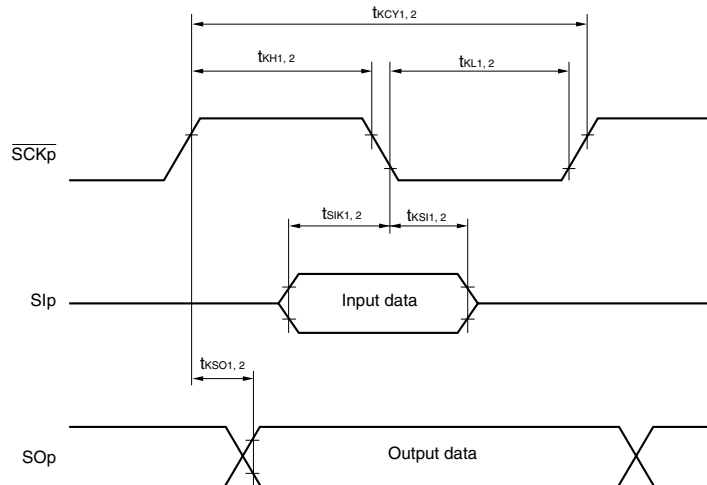 tKCY1, 2
tKH1, 2
tKL1, 2
SCKp
tSIK1, 2
tKSI1, 2
SIp
Input data
tKSO1, 2
SOp
Output data